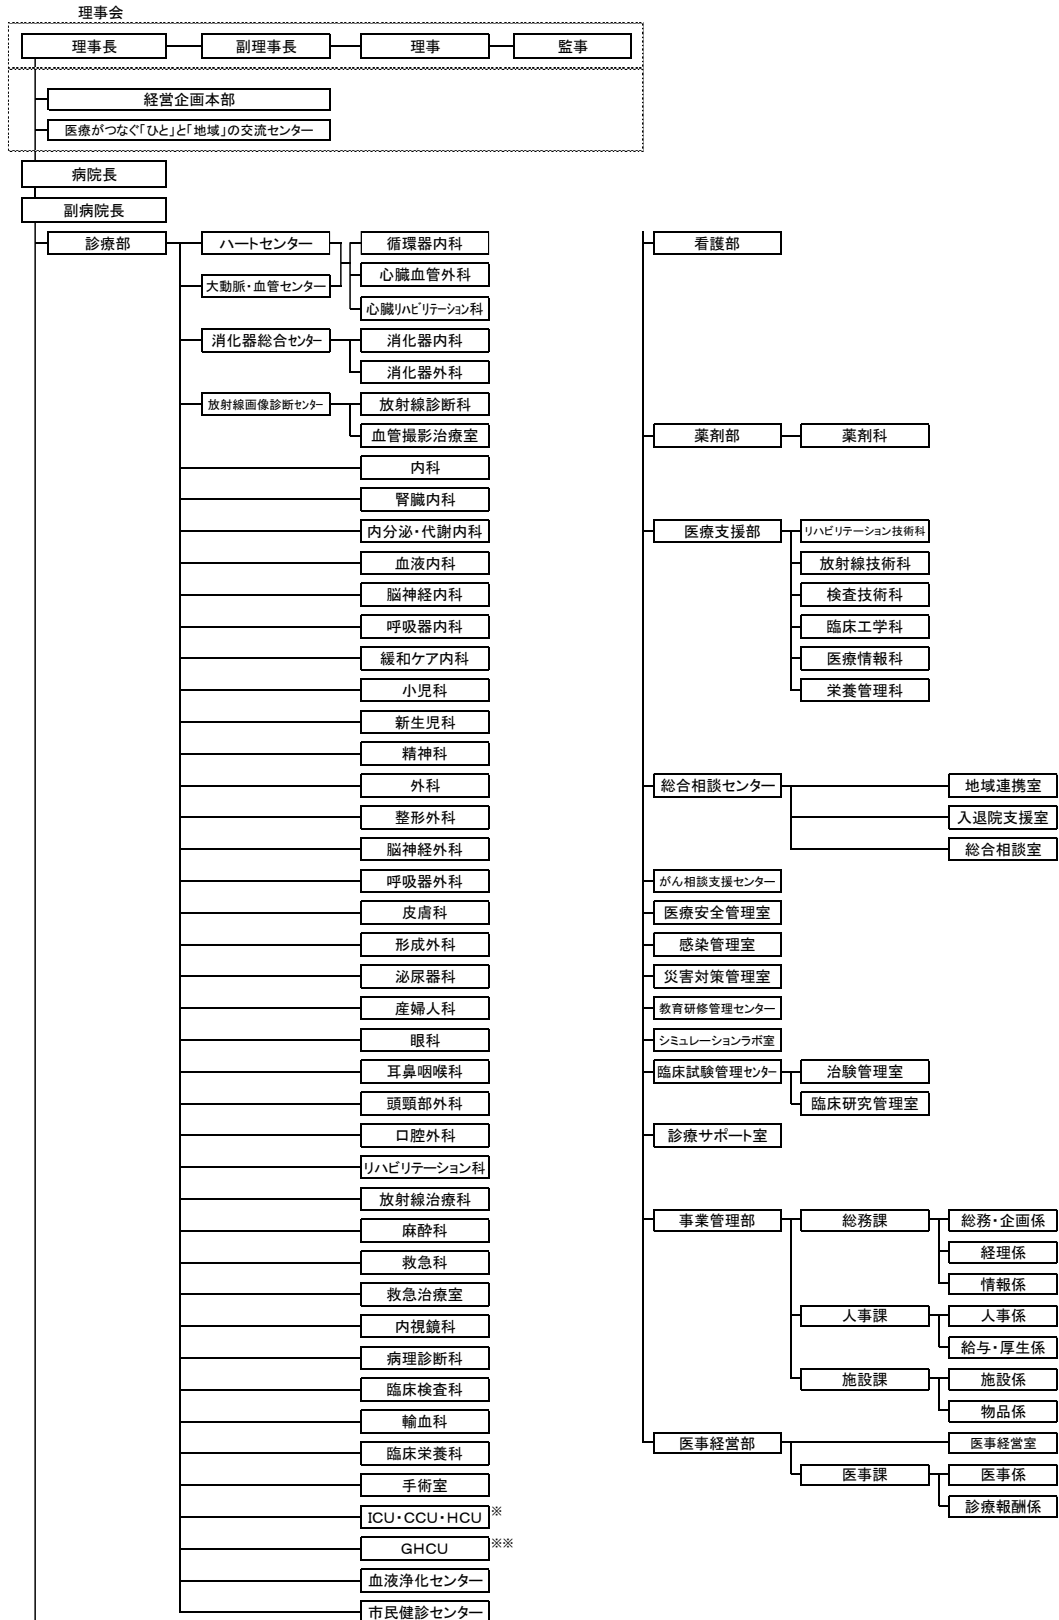 理事会
理事長
副理事長
理事
監事
経営企画本部
医療がつなぐ「ひと」と「地域」の交流センター
病院長
副病院長
診療部
ハートセンター
循環器内科
心臓血管外科
大動脈・血管センター
心臓リハビリテーション科
消化器総合センター
消化器内科
消化器外科
放射線画像診断センター
放射線診断科
血管撮影治療室
内科
腎臓内科
内分泌・代謝内科
血液内科
脳神経内科
呼吸器内科
緩和ケア内科
小児科
新生児科
精神科
外科
整形外科
脳神経外科
呼吸器外科
皮膚科
形成外科
泌尿器科
産婦人科
眼科
耳鼻咽喉科
頭頸部外科
口腔外科
リハビリテーション科
放射線治療科
麻酔科
救急科
救急治療室
内視鏡科
病理診断科
臨床検査科
輸血科
臨床栄養科
手術室
ICU・CCU・HCU ※
GHCU ※※
血液浄化センター
市民健診センター
看護部
薬剤部
薬剤科
医療支援部
リハビリテーション技術科
放射線技術科
検査技術科
臨床工学科
医療情報科
栄養管理科
総合相談センター
地域連携室
入退院支援室
総合相談室
がん相談支援センター
医療安全管理室
感染管理室
災害対策管理室
教育研修管理センター
シミュレーションラボ室
臨床試験管理センター
治験管理室
臨床研究管理室
診療サポート室
事業管理部
総務課
総務・企画係
経理係
情報係
人事課
人事係
給与・厚生係
施設課
施設係
物品係
医事経営部
医事経営室
医事課
医事係
診療報酬係